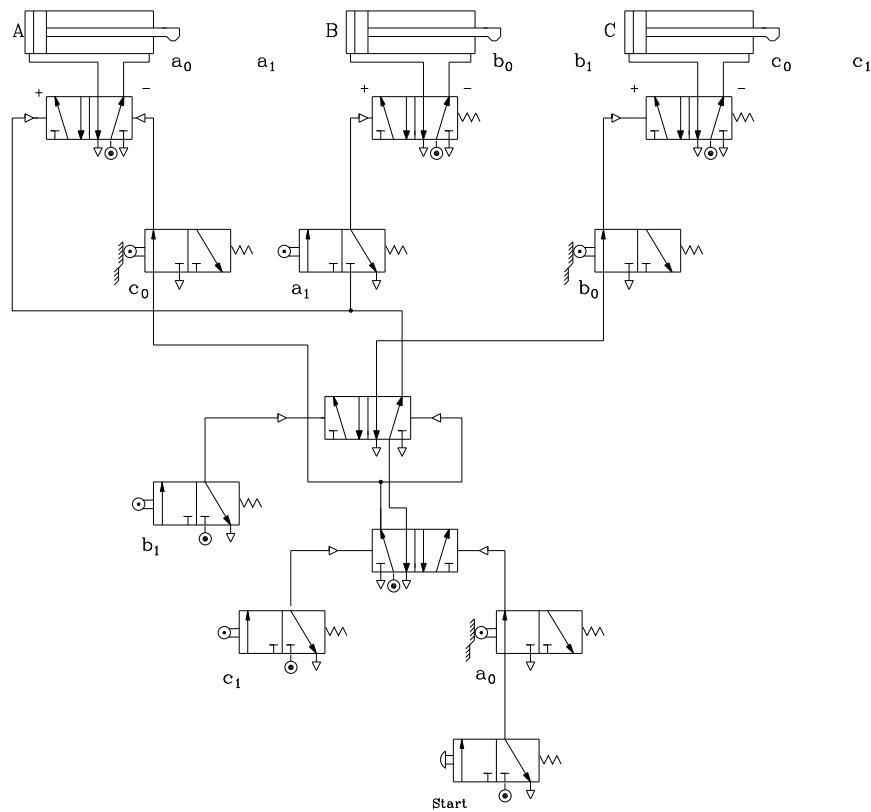 A B C
a₀ a₁ b₀ b₁ c₀ c₁
+ − + − + −
c₀ a₁ b₀
b₁
c₁ a₀
Start